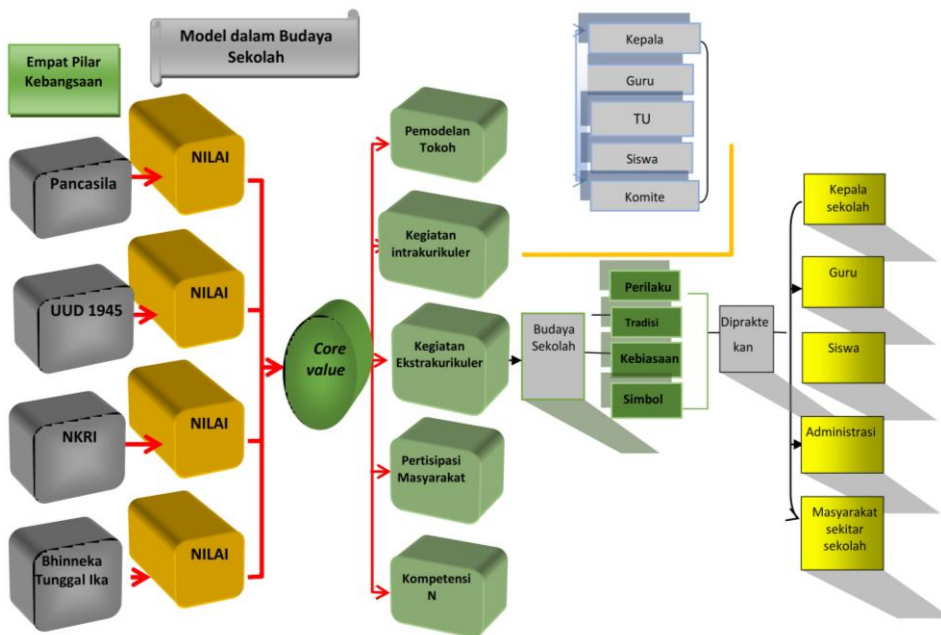 Model dalam Budaya
Sekolah
Empat Pilar
Kebangsaan
Pancasila
NILAI
UUD 1945
NILAI
NKRI
NILAI
Bhinneka
Tunggal Ika
NILAI
Core
value
Pemodelan
Tokoh
Kegiatan
intrakurikuler
Kegiatan
Ekstrakurikuler
Pertisipasi
Masyarakat
Kompetensi
N
Kepala
Guru
TU
Siswa
Komite
Budaya
Sekolah
Perilaku
Tradisi
Kebiasaan
Simbol
Diprakte
kan
Kepala
sekolah
Guru
Siswa
Administrasi
Masyarakat
sekitar
sekolah